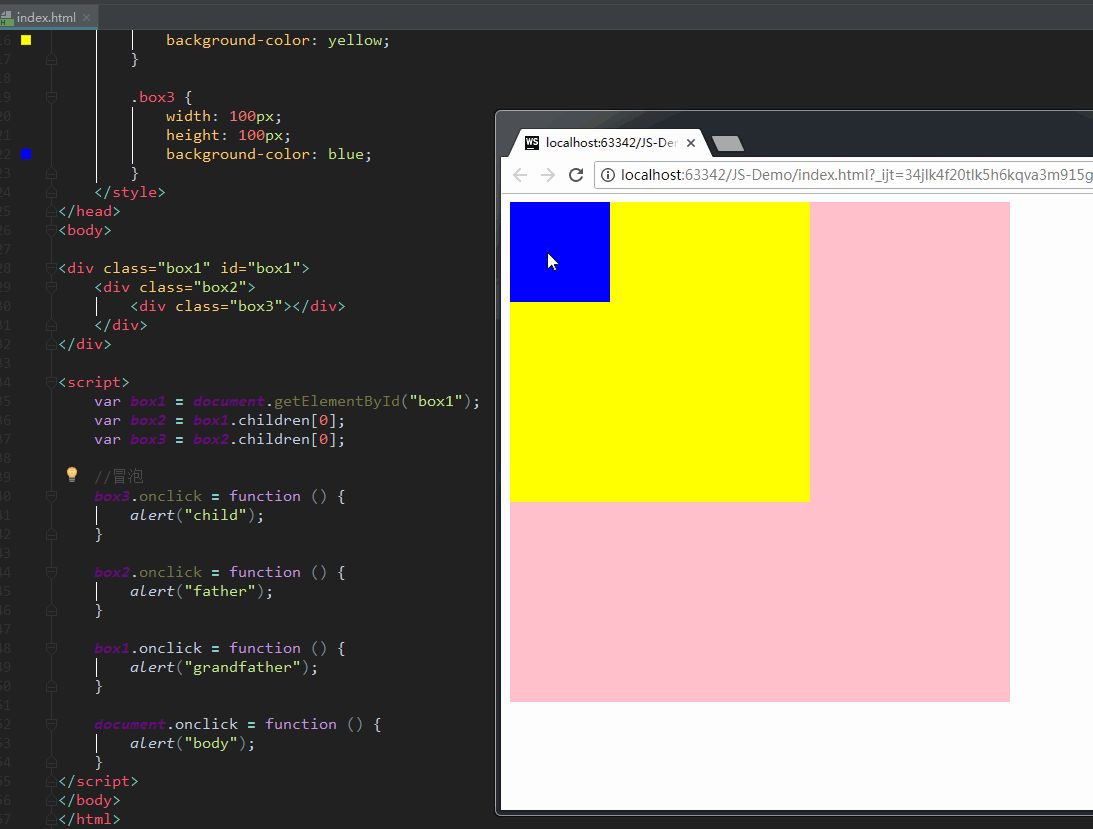 index.html
background-color: yellow;
}
.box3 {
width: 100px;
height: 100px;
background-color: blue;
}
</style>
</head>
<body>
<div class="box1" id="box1">
<div class="box2">
<div class="box3"></div>
</div>
</div>
<script>
var box1 = document.getElementById("box1");
var box2 = box1.children[0];
var box3 = box2.children[0];
//冒泡
box3.onclick = function () {
alert("child");
}
box2.onclick = function () {
alert("father");
}
box1.onclick = function () {
alert("grandfather");
}
document.onclick = function () {
alert("body");
}
</script>
</body>
</html>
WS localhost:63342/JS-De
localhost:63342/JS-Demo/index.html?_ijt=34jlk4f20tlk5h6kqva3m915g